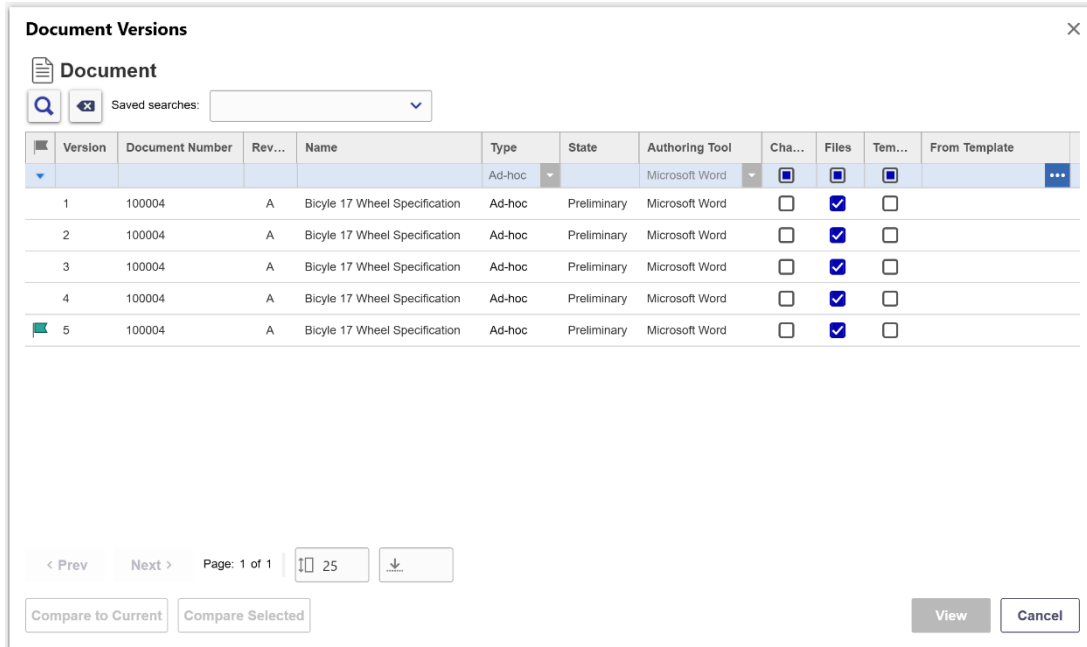 Document Versions
Document
Saved searches:
Version Document Number Rev... Name Type State Authoring Tool Cha... Files Tem... From Template
Ad-hoc Microsoft Word
1 100004 A Bicyle 17 Wheel Specification Ad-hoc Preliminary Microsoft Word
2 100004 A Bicyle 17 Wheel Specification Ad-hoc Preliminary Microsoft Word
3 100004 A Bicyle 17 Wheel Specification Ad-hoc Preliminary Microsoft Word
4 100004 A Bicyle 17 Wheel Specification Ad-hoc Preliminary Microsoft Word
5 100004 A Bicyle 17 Wheel Specification Ad-hoc Preliminary Microsoft Word
< Prev Next > Page: 1 of 1 25
Compare to Current Compare Selected View Cancel